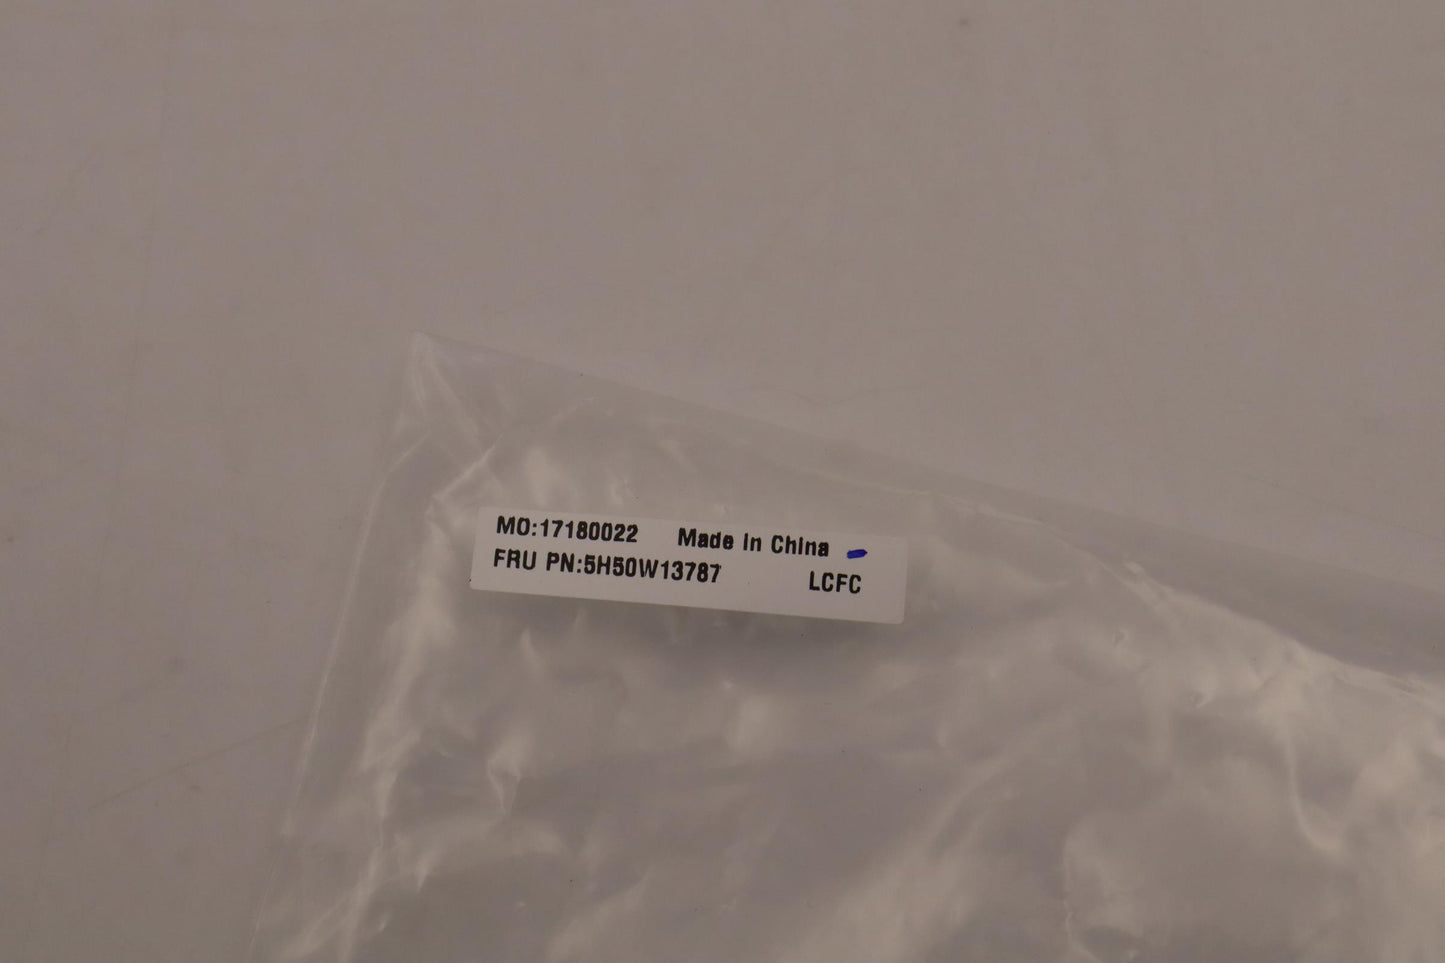 MO:17180022 Made in China
FRU PN:5H50W13787 LCFC